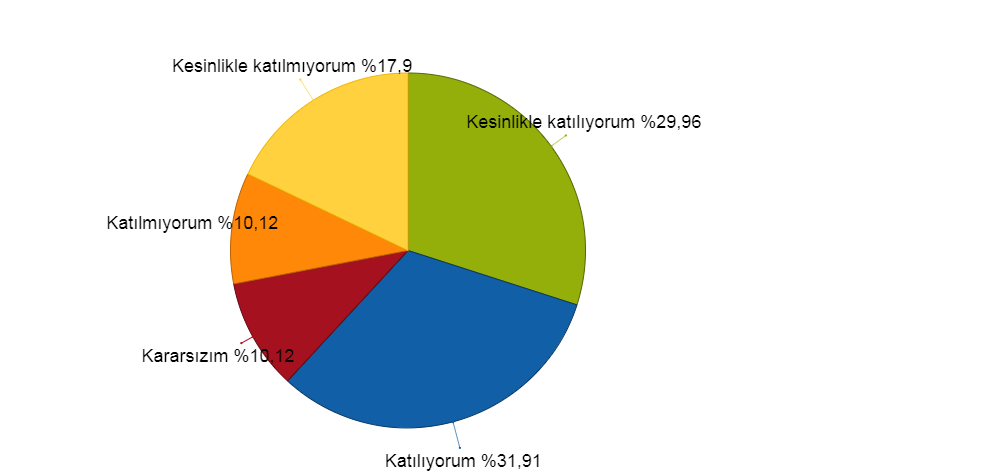 Kesinlikle katılmıyorum %17,9
Kesinlikle katılıyorum %29,96
Katılmıyorum %10,12
Kararsızım %10,12
Katılıyorum %31,91